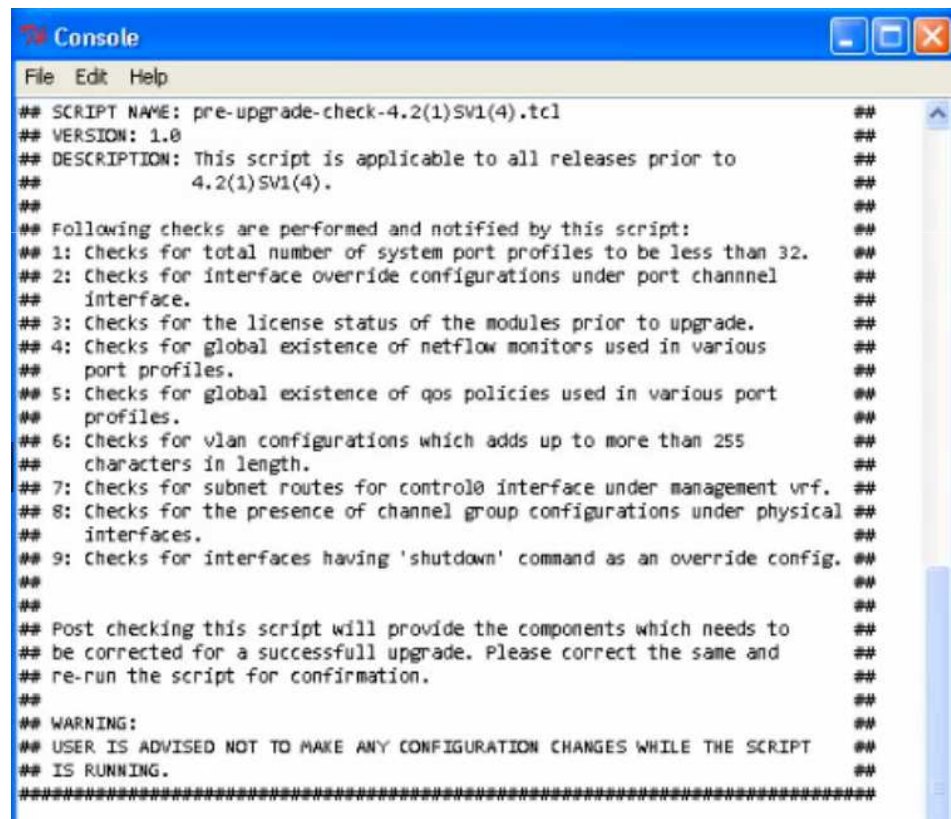 Console
File Edit Help
## SCRIPT NAME: pre-upgrade-check-4.2(1)SV1(4).tcl ##
## VERSION: 1.0 ##
## DESCRIPTION: This script is applicable to all releases prior to ##
## 4.2(1)SV1(4). ##
## ##
## Following checks are performed and notified by this script: ##
## 1: Checks for total number of system port profiles to be less than 32. ##
## 2: Checks for interface override configurations under port channnel ##
## interface. ##
## 3: Checks for the license status of the modules prior to upgrade. ##
## 4: Checks for global existence of netflow monitors used in various ##
## port profiles. ##
## 5: Checks for global existence of qos policies used in various port ##
## profiles. ##
## 6: Checks for vlan configurations which adds up to more than 255 ##
## characters in length. ##
## 7: Checks for subnet routes for control0 interface under management vrf. ##
## 8: Checks for the presence of channel group configurations under physical ##
## interfaces. ##
## 9: Checks for interfaces having 'shutdown' command as an override config. ##
## ##
## ##
## Post checking this script will provide the components which needs to ##
## be corrected for a successfull upgrade. Please correct the same and ##
## re-run the script for confirmation. ##
## ##
## WARNING: ##
## USER IS ADVISED NOT TO MAKE ANY CONFIGURATION CHANGES WHILE THE SCRIPT ##
## IS RUNNING. ##
################################################################################